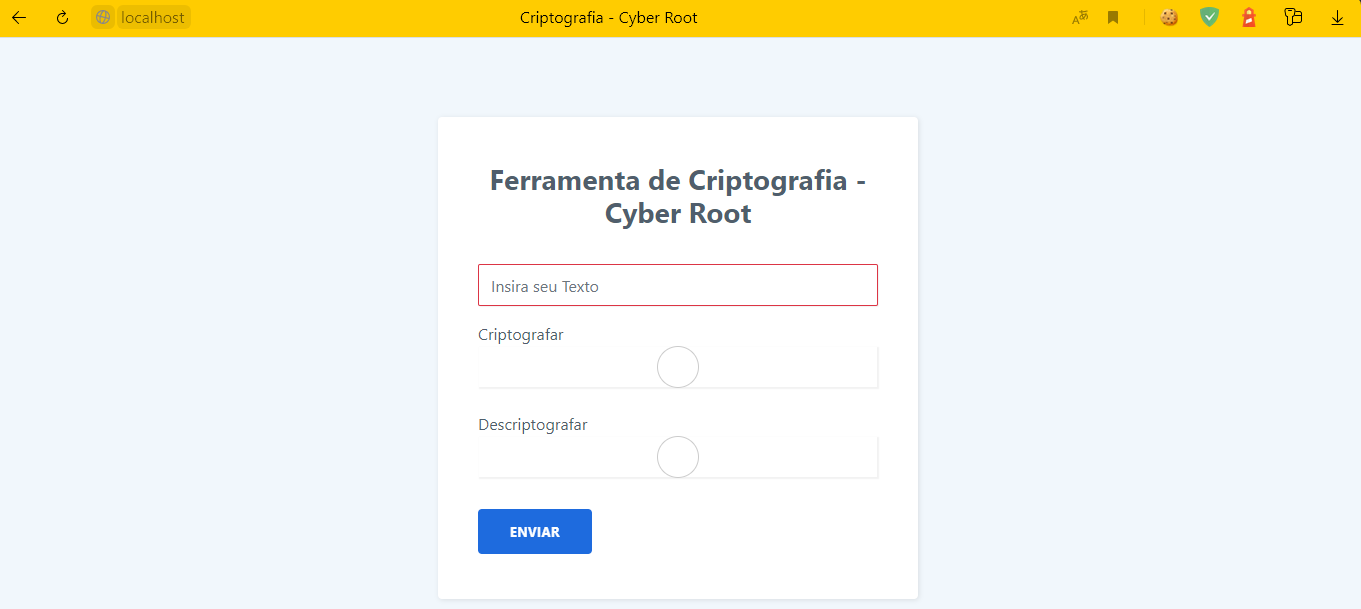 localhost
Criptografia - Cyber Root
Ferramenta de Criptografia -
Cyber Root
Insira seu Texto
Criptografar
Descriptografar
ENVIAR